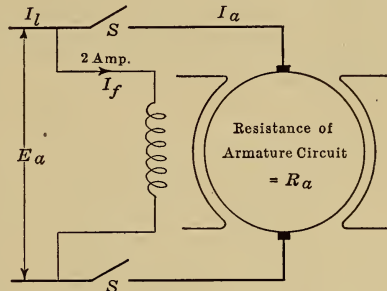 I_l
S
I_a
2 Amp.
I_f
E_a
Resistance of
Armature Circuit
= R_a
S